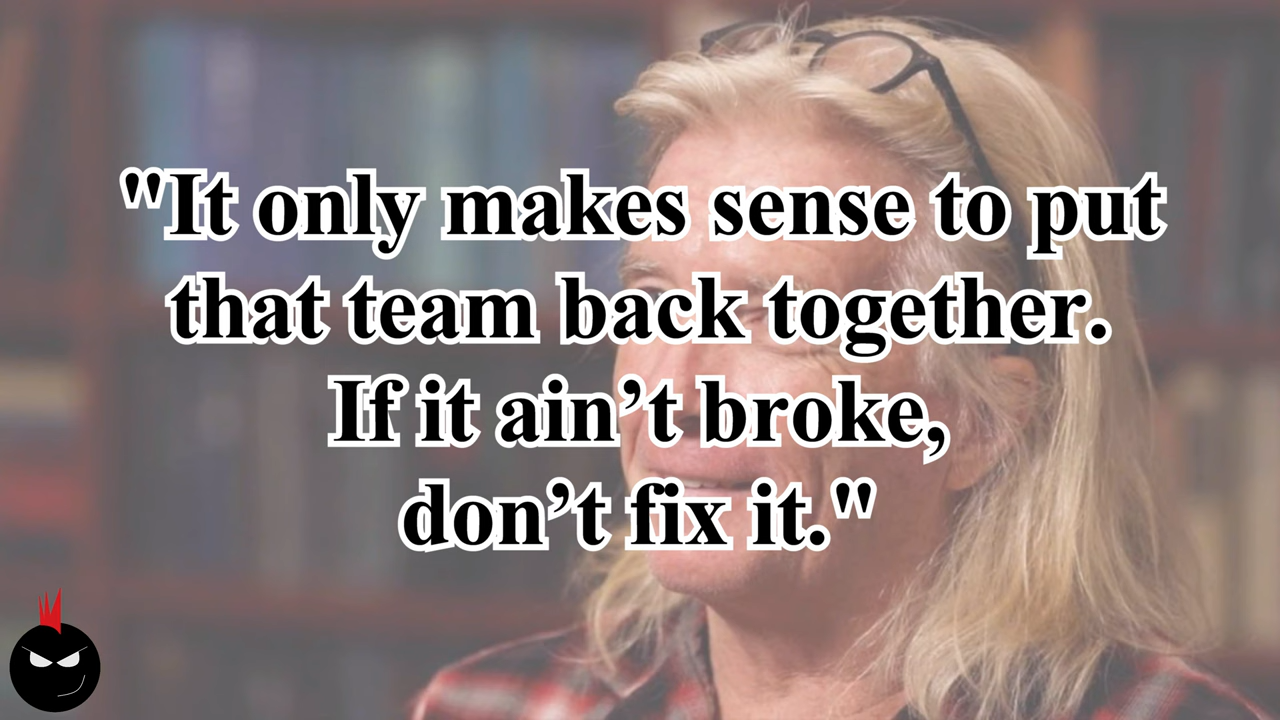 "It only makes sense to put
that team back together.
If it ain’t broke,
don’t fix it."